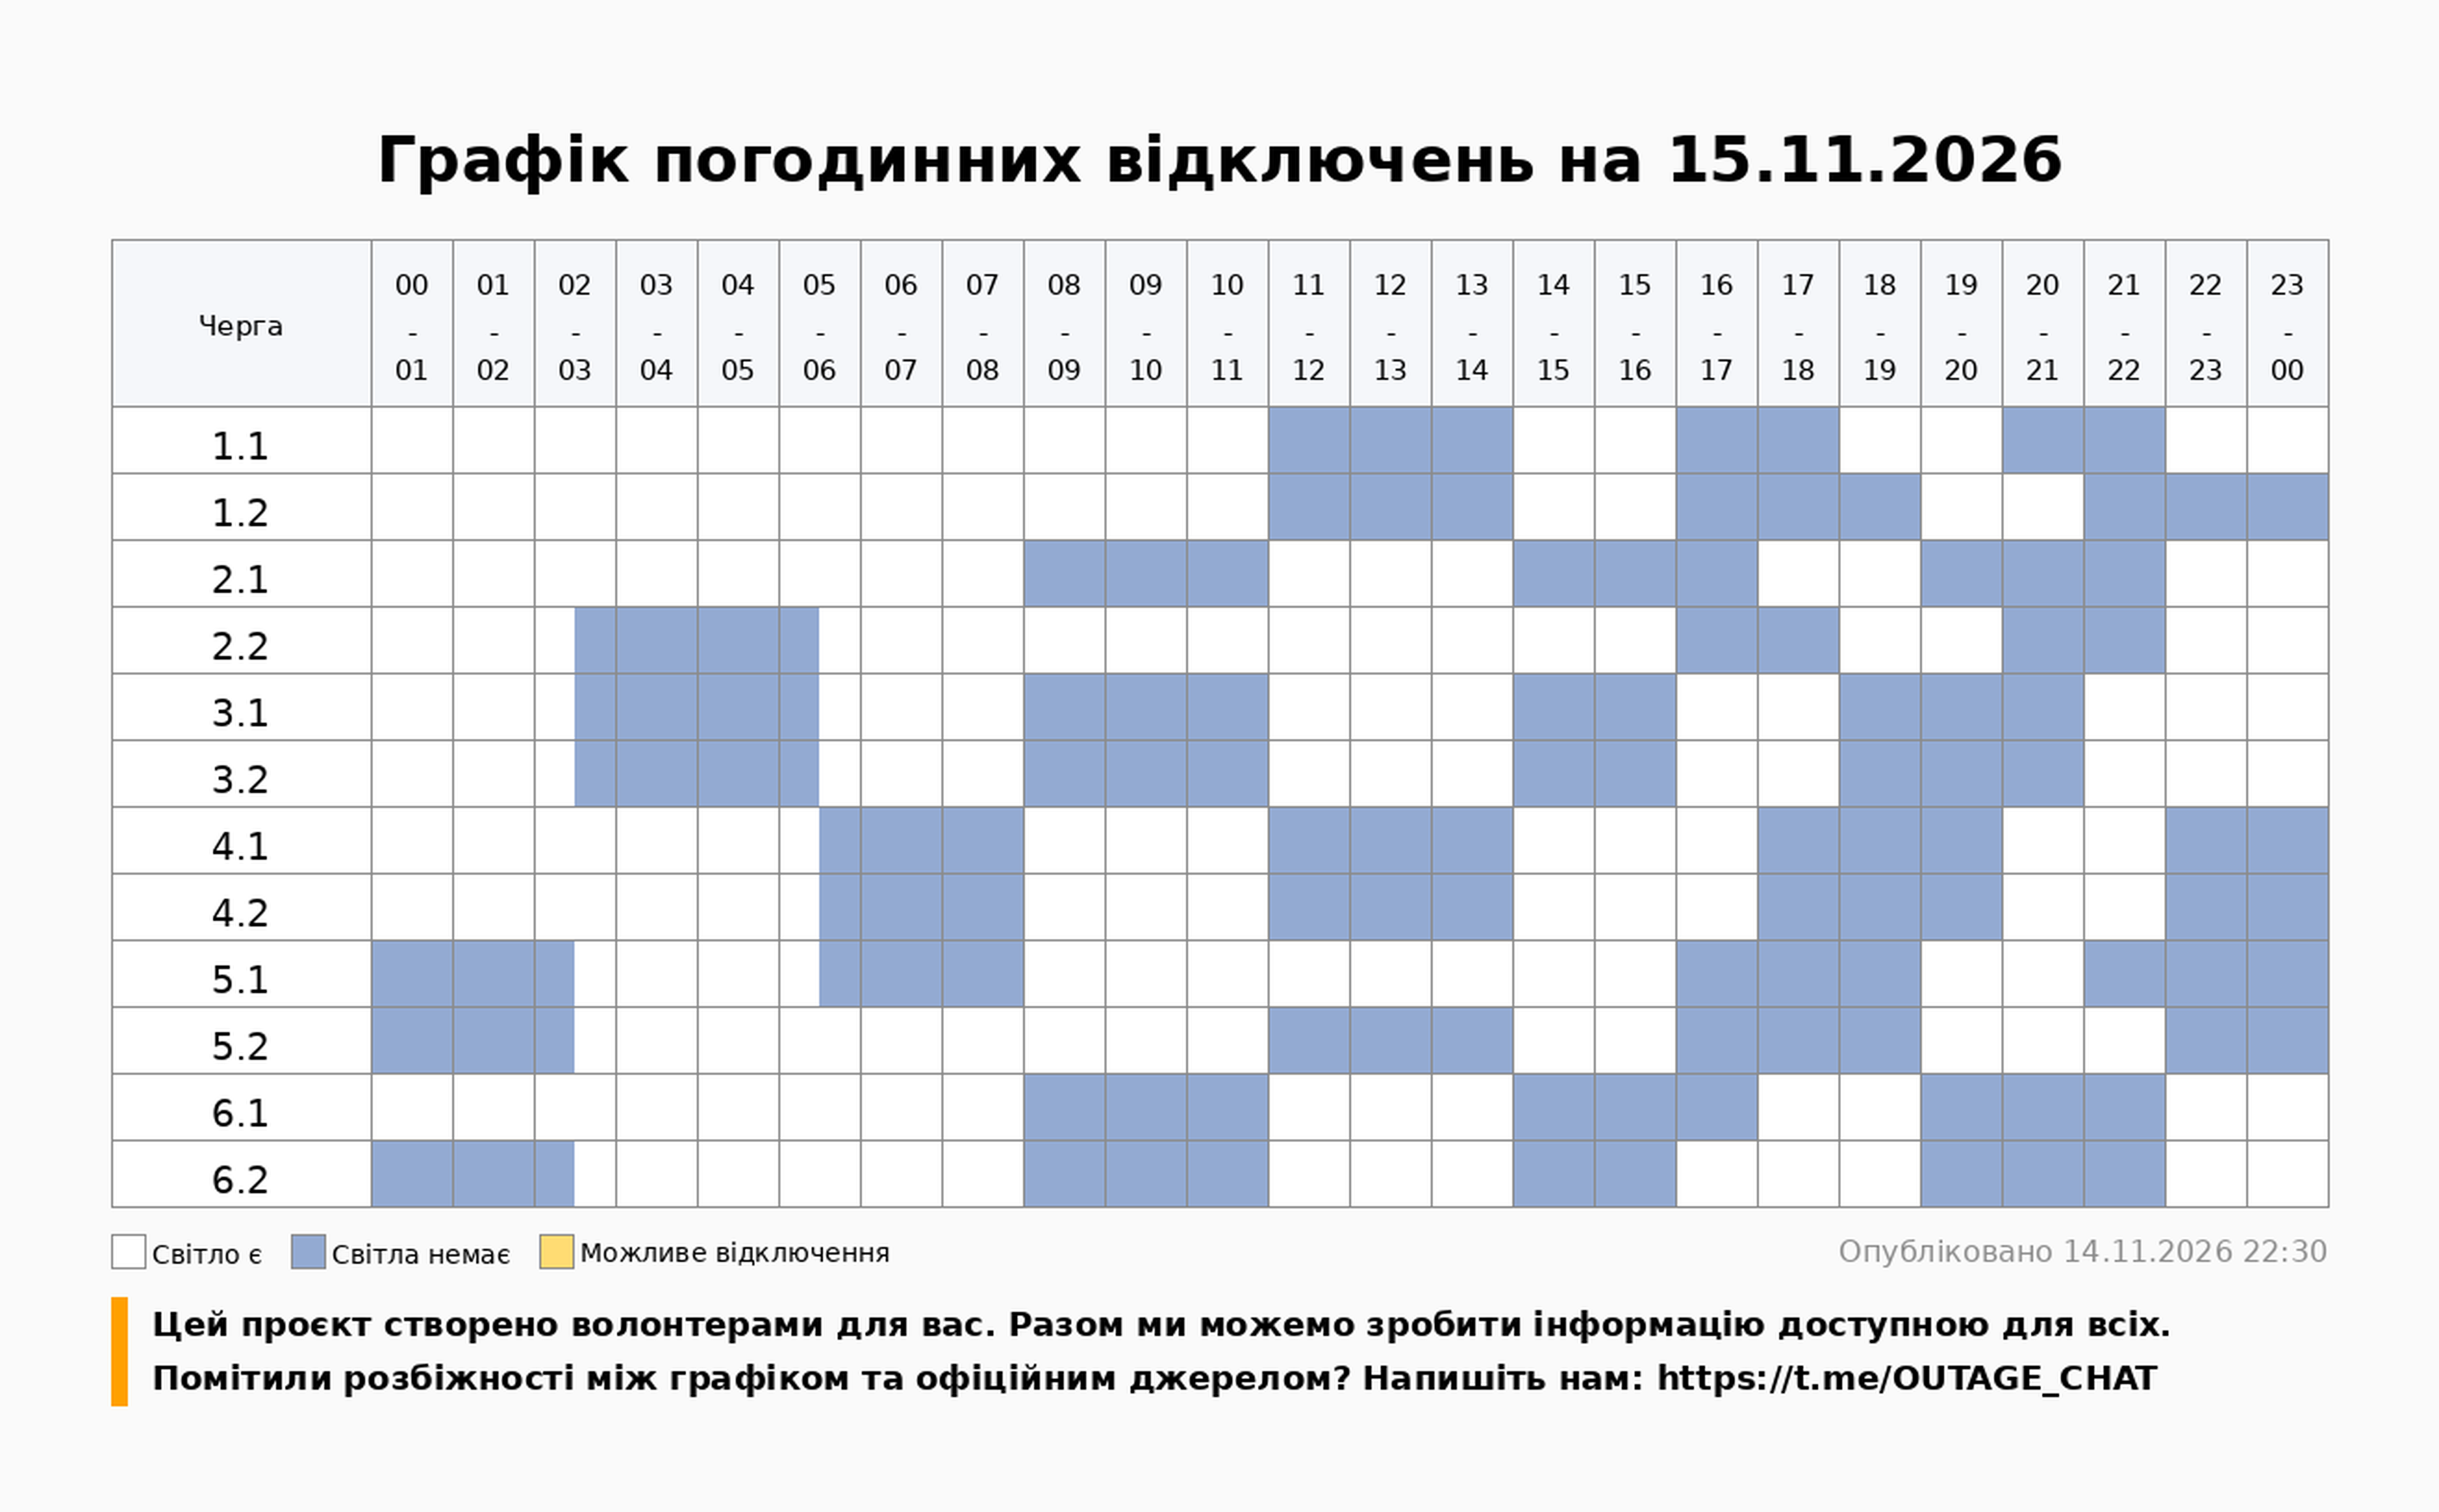 Графік погодинних відключень на 15.11.2026
Черга
00 - 01
01 - 02
02 - 03
03 - 04
04 - 05
05 - 06
06 - 07
07 - 08
08 - 09
09 - 10
10 - 11
11 - 12
12 - 13
13 - 14
14 - 15
15 - 16
16 - 17
17 - 18
18 - 19
19 - 20
20 - 21
21 - 22
22 - 23
23 - 00
1.1
1.2
2.1
2.2
3.1
3.2
4.1
4.2
5.1
5.2
6.1
6.2
Світло є
Світла немає
Можливе відключення
Опубліковано 14.11.2026 22:30
Цей проєкт створено волонтерами для вас. Разом ми можемо зробити інформацію доступною для всіх.
Помітили розбіжності між графіком та офіційним джерелом? Напишіть нам: https://t.me/OUTAGE_CHAT